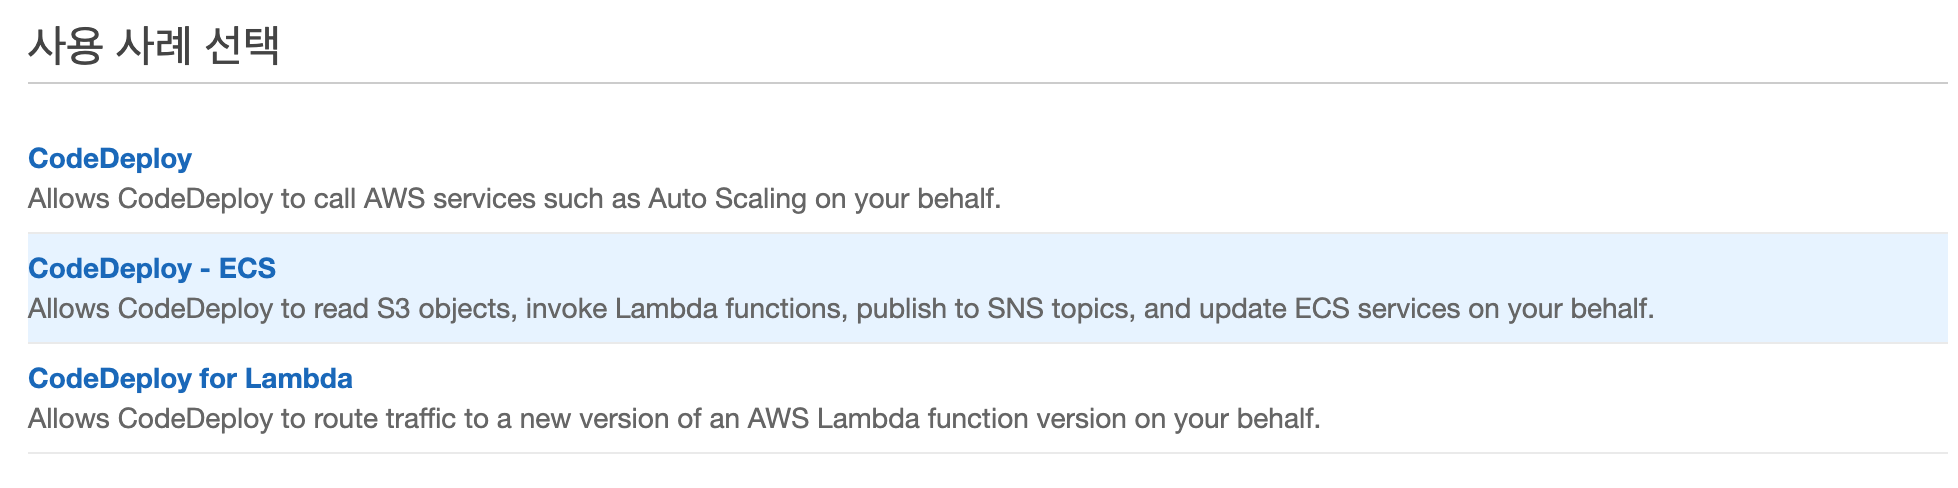 사용 사례 선택
CodeDeploy
Allows CodeDeploy to call AWS services such as Auto Scaling on your behalf.
CodeDeploy - ECS
Allows CodeDeploy to read S3 objects, invoke Lambda functions, publish to SNS topics, and update ECS services on your behalf.
CodeDeploy for Lambda
Allows CodeDeploy to route traffic to a new version of an AWS Lambda function version on your behalf.